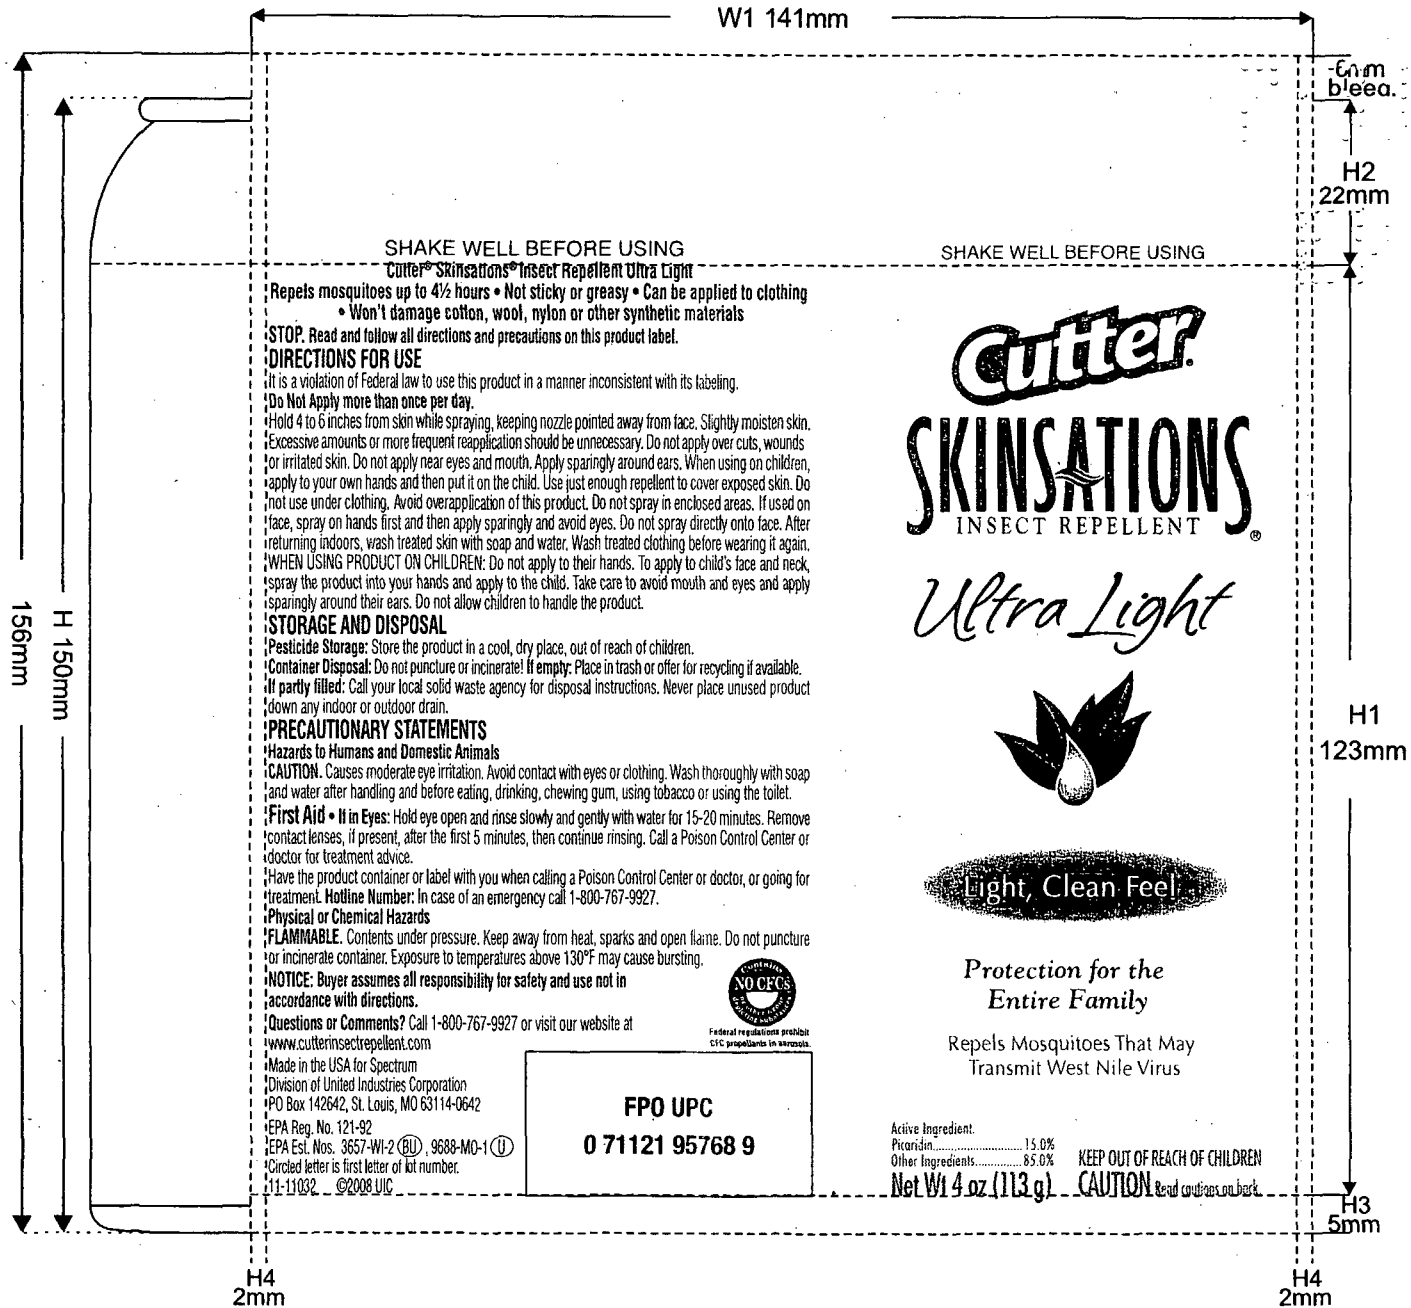 W1 141mm
6mm
bleed.
H2
22mm
SHAKE WELL BEFORE USING
Cutter® Skinsations® Insect Repellent Ultra Light
Repels mosquitoes up to 4½ hours • Not sticky or greasy • Can be applied to clothing
• Won't damage cotton, wool, nylon or other synthetic materials
STOP. Read and follow all directions and precautions on this product label.
DIRECTIONS FOR USE
It is a violation of Federal law to use this product in a manner inconsistent with its labeling.
Do Not Apply more than once per day.
Hold 4 to 6 inches from skin while spraying, keeping nozzle pointed away from face. Slightly moisten skin.
Excessive amounts or more frequent reapplication should be unnecessary. Do not apply over cuts, wounds
or irritated skin. Do not apply near eyes and mouth. Apply sparingly around ears. When using on children,
apply to your own hands and then put it on the child. Use just enough repellent to cover exposed skin. Do
not use under clothing. Avoid overapplication of this product. Do not spray in enclosed areas. If used on
face, spray on hands first and then apply sparingly and avoid eyes. Do not spray directly onto face. After
returning indoors, wash treated skin with soap and water. Wash treated clothing before wearing it again.
WHEN USING PRODUCT ON CHILDREN: Do not apply to their hands. To apply to child's face and neck,
spray the product into your hands and apply to the child. Take care to avoid mouth and eyes and apply
sparingly around their ears. Do not allow children to handle the product.
STORAGE AND DISPOSAL
Pesticide Storage: Store the product in a cool, dry place, out of reach of children.
Container Disposal: Do not puncture or incinerate! If empty: Place in trash or offer for recycling if available.
If partly filled: Call your local solid waste agency for disposal instructions. Never place unused product
down any indoor or outdoor drain.
PRECAUTIONARY STATEMENTS
Hazards to Humans and Domestic Animals
CAUTION. Causes moderate eye irritation. Avoid contact with eyes or clothing. Wash thoroughly with soap
and water after handling and before eating, drinking, chewing gum, using tobacco or using the toilet.
First Aid • If in Eyes: Hold eye open and rinse slowly and gently with water for 15-20 minutes. Remove
contact lenses, if present, after the first 5 minutes, then continue rinsing. Call a Poison Control Center or
doctor for treatment advice.
Have the product container or label with you when calling a Poison Control Center or doctor, or going for
treatment. Hotline Number: In case of an emergency call 1-800-767-9927.
Physical or Chemical Hazards
FLAMMABLE. Contents under pressure. Keep away from heat, sparks and open flame. Do not puncture
or incinerate container. Exposure to temperatures above 130°F may cause bursting.
NOTICE: Buyer assumes all responsibility for safety and use not in
accordance with directions.
Questions or Comments? Call 1-800-767-9927 or visit our website at
www.cutterinsectrepellent.com
Made in the USA for Spectrum
Division of United Industries Corporation
PO Box 142642, St. Louis, MO 63114-0642
EPA Reg. No. 121-92
EPA Est. Nos. 3657-WI-2 (BU), 9688-MO-1 (U)
Circled letter is first letter of lot number.
11-11032 ©2008 UIC
Contains
NO CFCs
Federal regulations prohibit
CFC propellants in aerosols.
FPO UPC
0 71121 95768 9
SHAKE WELL BEFORE USING
Cutter®
SKINSATIONS®
INSECT REPELLENT
Ultra Light
Light, Clean Feel
Protection for the
Entire Family
Repels Mosquitoes That May
Transmit West Nile Virus
Active Ingredient.
Picaridin.......................15.0%
Other Ingredients.............85.0%
Net Wt 4 oz (113 g)
KEEP OUT OF REACH OF CHILDREN
CAUTION Read cautions on back
156mm
H 150mm
H1
123mm
H3
5mm
H4
2mm
H4
2mm